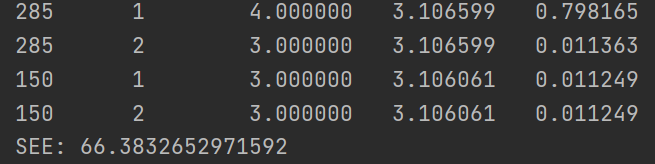 285 1 4.000000 3.106599 0.798165
285 2 3.000000 3.106599 0.011363
150 1 3.000000 3.106061 0.011249
150 2 3.000000 3.106061 0.011249
SEE: 66.3832652971592